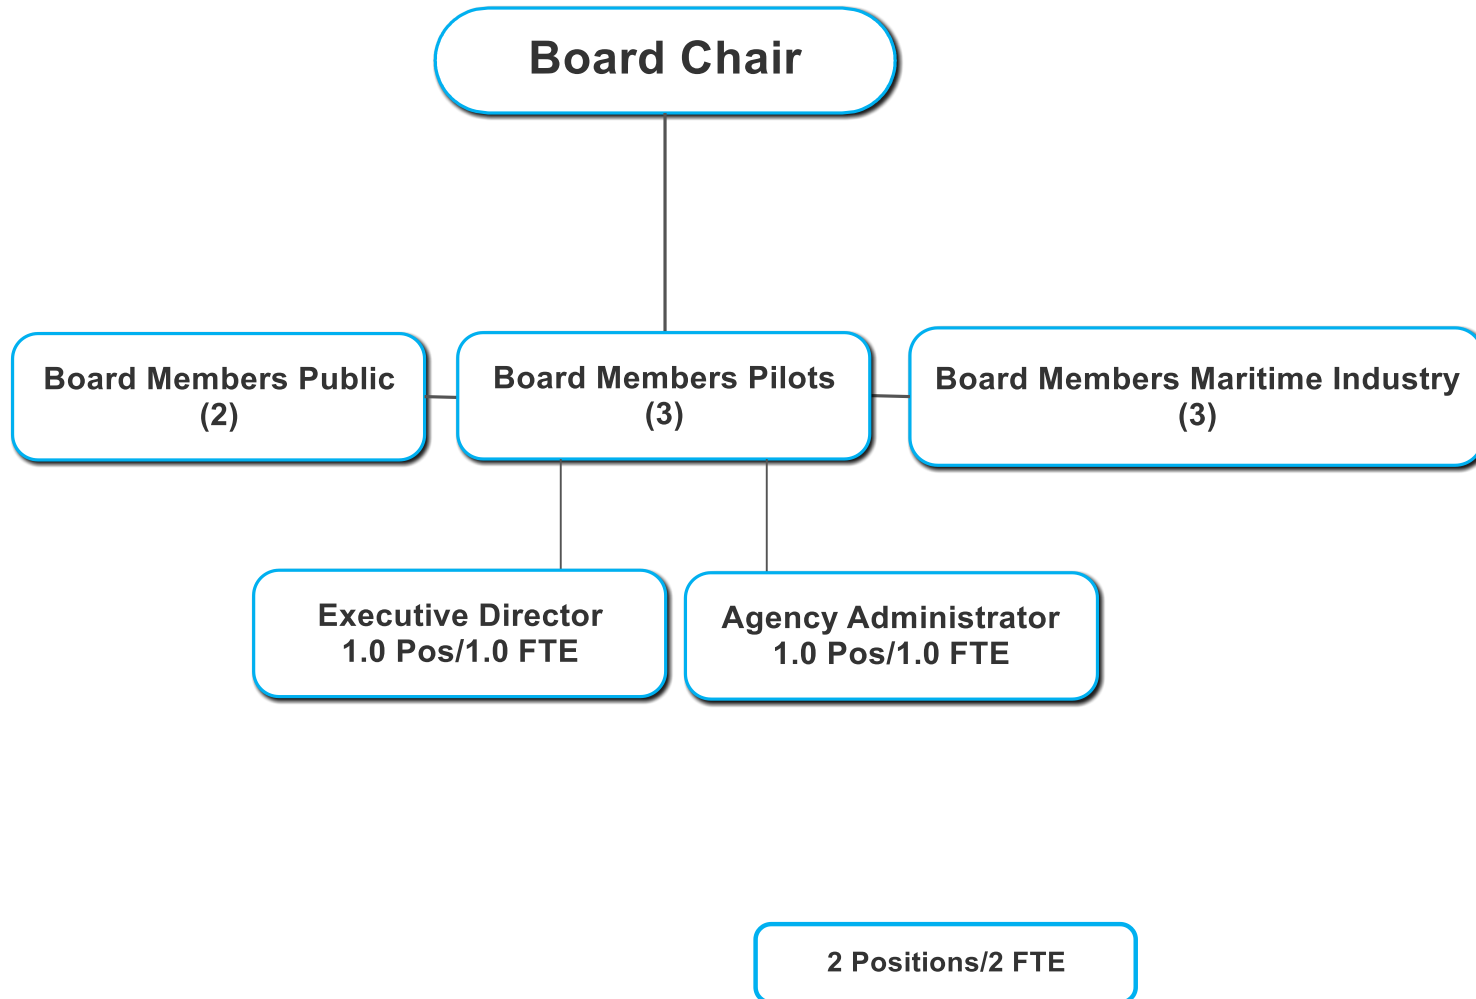 Board Chair
Board Members Public
(2)
Board Members Pilots
(3)
Board Members Maritime Industry
(3)
Executive Director
1.0 Pos/1.0 FTE
Agency Administrator
1.0 Pos/1.0 FTE
2 Positions/2 FTE